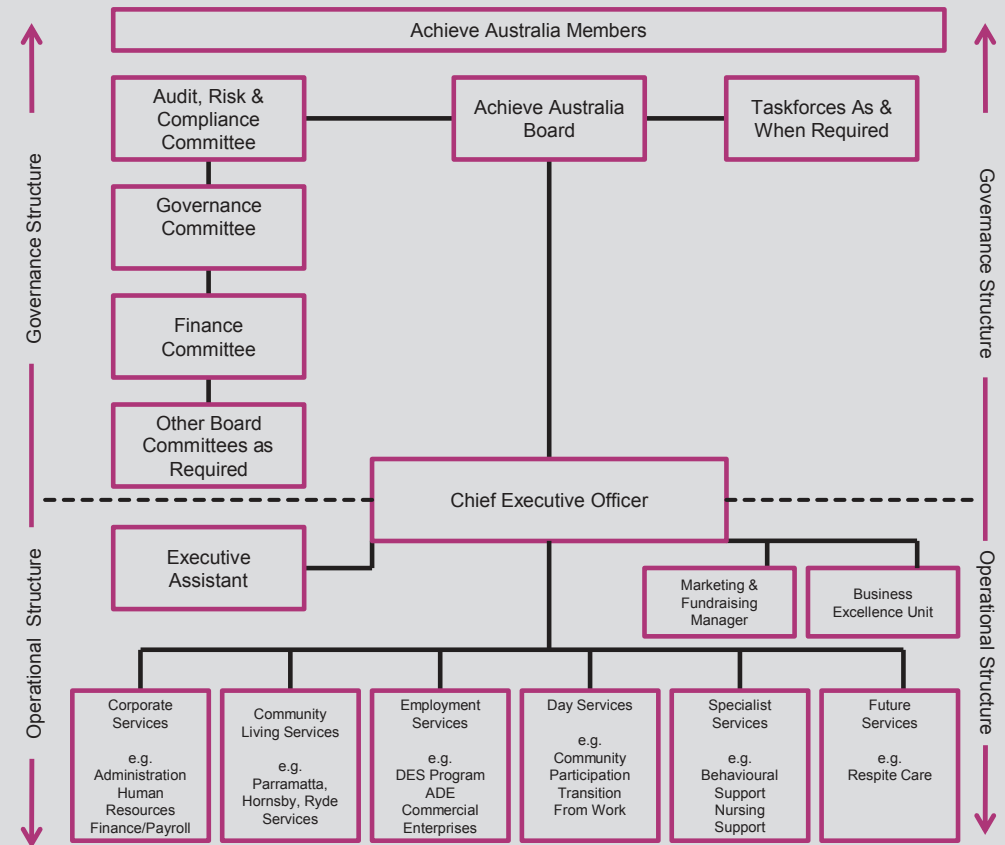 Achieve Australia Members
Governance Structure
Audit, Risk &
Compliance
Committee
Achieve Australia
Board
Taskforces As &
When Required
Governance Structure
Governance
Committee
Finance
Committee
Other Board
Committees as
Required
Chief Executive Officer
Operational Structure
Executive
Assistant
Marketing &
Fundraising
Manager
Business
Excellence Unit
Operational Structure
Corporate
Services
e.g.
Administration
Human
Resources
Finance/Payroll
Community
Living Services
e.g.
Parramatta,
Hornsby, Ryde
Services
Employment
Services
e.g.
DES Program
ADE
Commercial
Enterprises
Day Services
e.g.
Community
Participation
Transition
From Work
Specialist
Services
e.g.
Behavioural
Support
Nursing
Support
Future
Services
e.g.
Respite Care